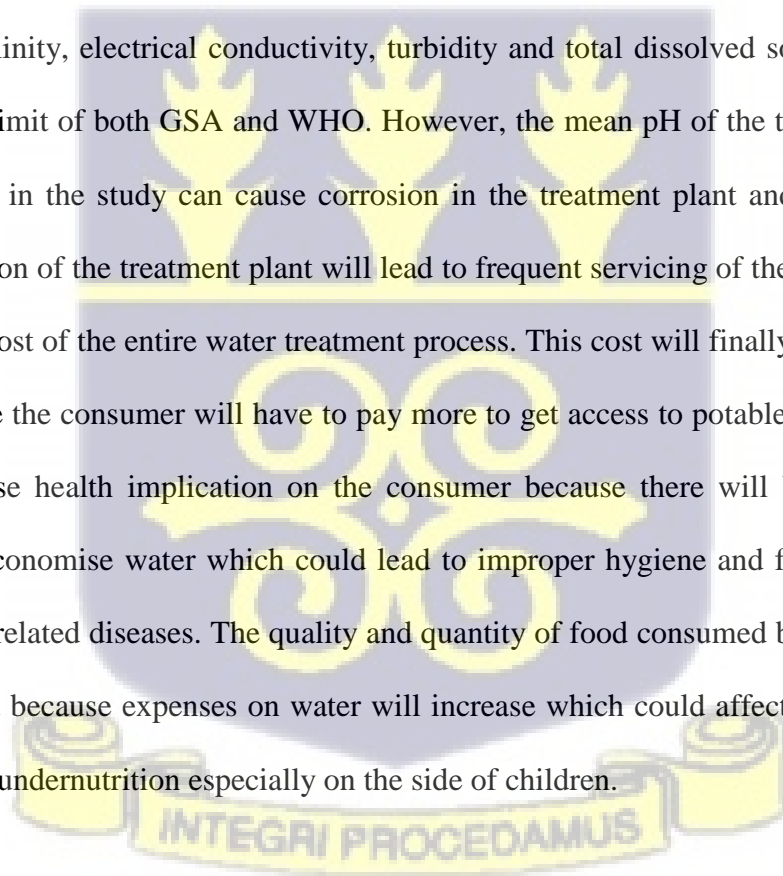 linity, electrical conductivity, turbidity and total dissolved so
imit of both GSA and WHO. However, the mean pH of the t
in the study can cause corrosion in the treatment plant and
on of the treatment plant will lead to frequent servicing of the
ost of the entire water treatment process. This cost will finally
e the consumer will have to pay more to get access to potable
se health implication on the consumer because there will
conomise water which could lead to improper hygiene and f
related diseases. The quality and quantity of food consumed b
because expenses on water will increase which could affect
undernutrition especially on the side of children.
INTEGRI PROCEDAMUS